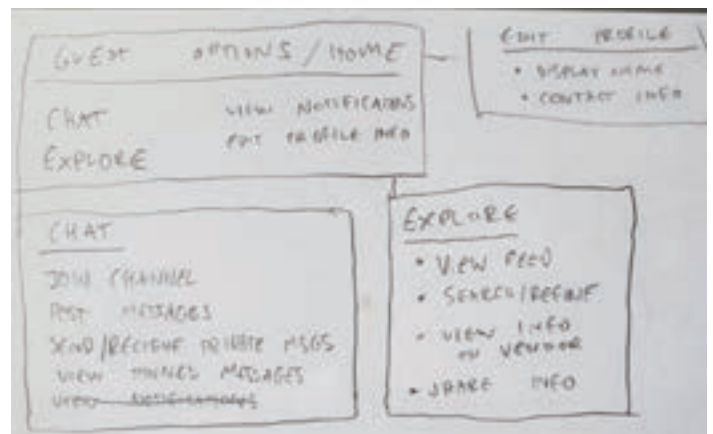 GUEST OPTIONS / HOME
CHAT
EXPLORE
VIEW NOTIFICATIONS
EDIT PROFILE INFO
EDIT PROFILE
• DISPLAY NAME
• CONTACT INFO
CHAT
JOIN CHANNEL
POST MESSAGES
SEND/RECIEVE PRIVATE MSGS
VIEW MESSAGES
VIEW NOTIFICATIONS
EXPLORE
• VIEW FEED
• SEARCH/REFINE
• VIEW INFO
ON VENDOR
• SHARE INFO